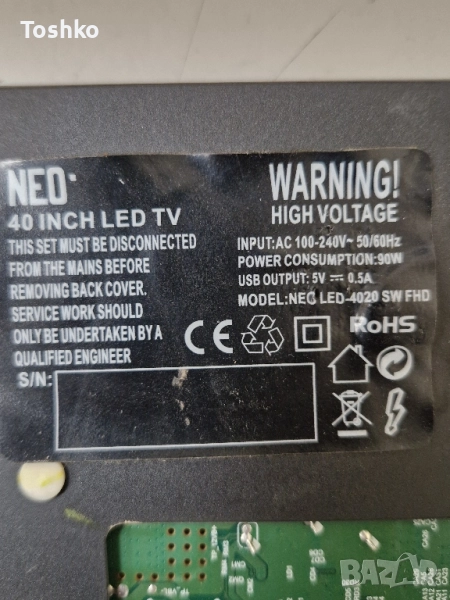 Toshko
NEO
40 INCH LED TV
THIS SET MUST BE DISCONNECTED
FROM THE MAINS BEFORE
REMOVING BACK COVER.
SERVICE WORK SHOULD
ONLY BE UNDERTAKEN BY A
QUALIFIED ENGINEER
S/N:
WARNING!
HIGH VOLTAGE
INPUT:AC 100-240V~ 50/60Hz
POWER CONSUMPTION:90W
USB OUTPUT: 5V ⎓ 0.5A
MODEL:NEO LED-4020 SW FHD
CE
RoHS
BAZAR